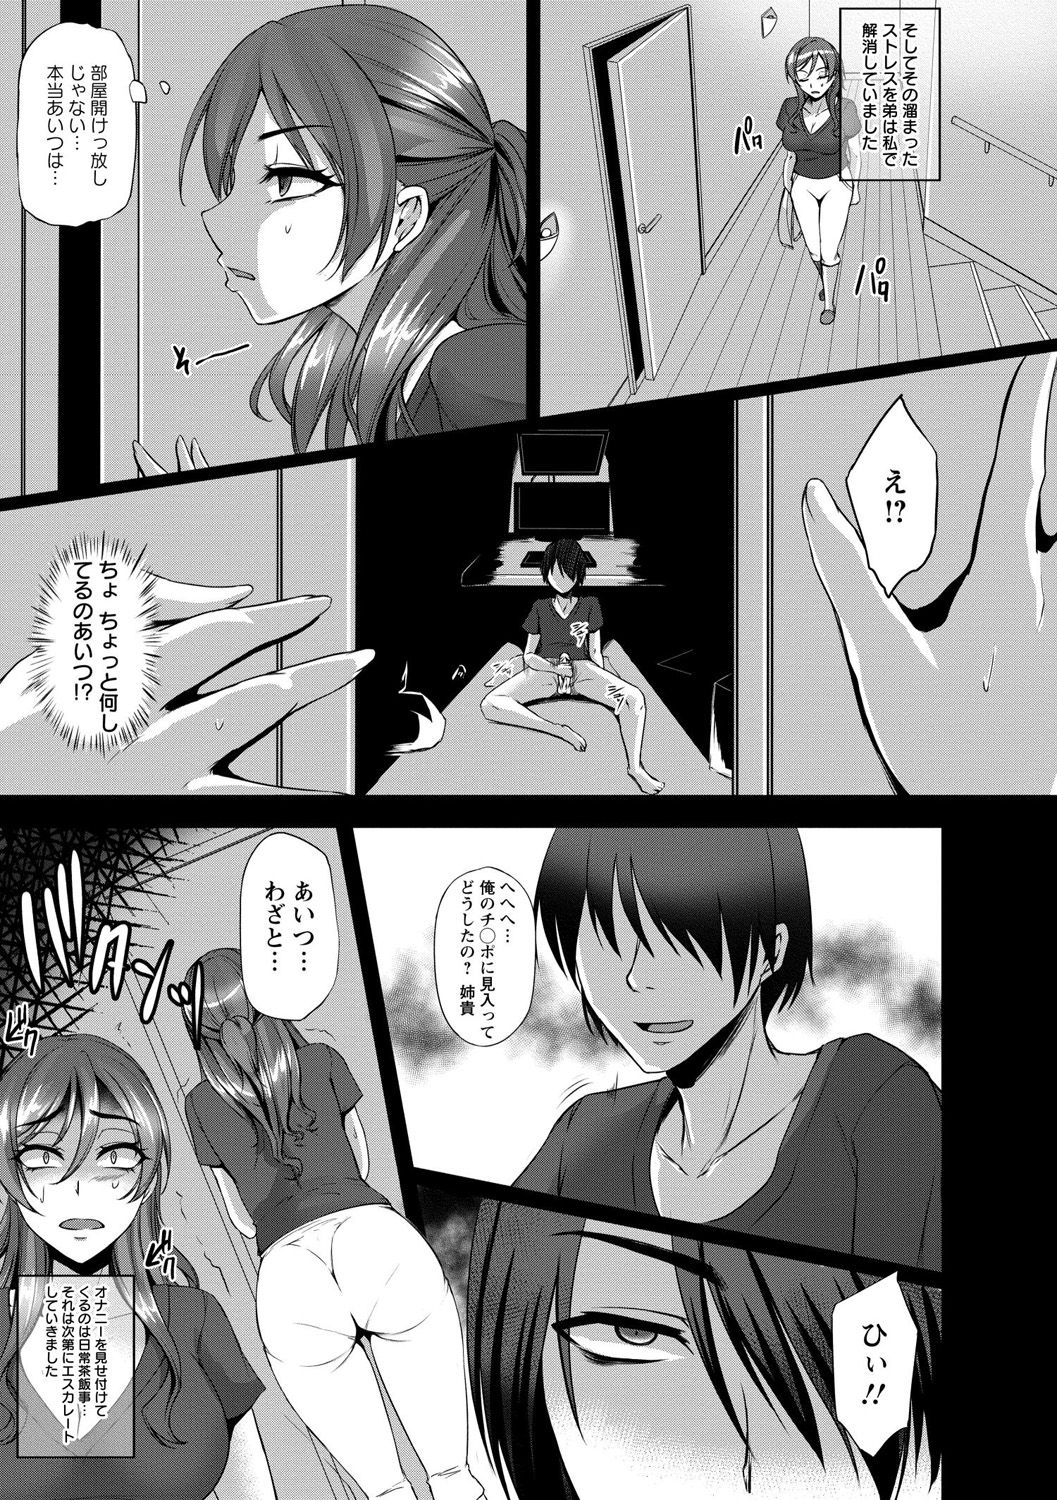 そしてその溜まった
ストレスを弟は私で
解消していました
パタ
パタ
部屋開けっ放し
じゃない…
本当あいつは…
そ～
え!?
ちょ ちょっと何し
てるのあいつ!?
へへへ…
俺のチ◯ポに見入って
どうしたの? 姉貴
ひぃ!!
あいつ…
わざと…
バタンッ
ドク
ドク
オナニーを見せ付けて
くるのは日常茶飯事…
それは次第にエスカレート
していきました